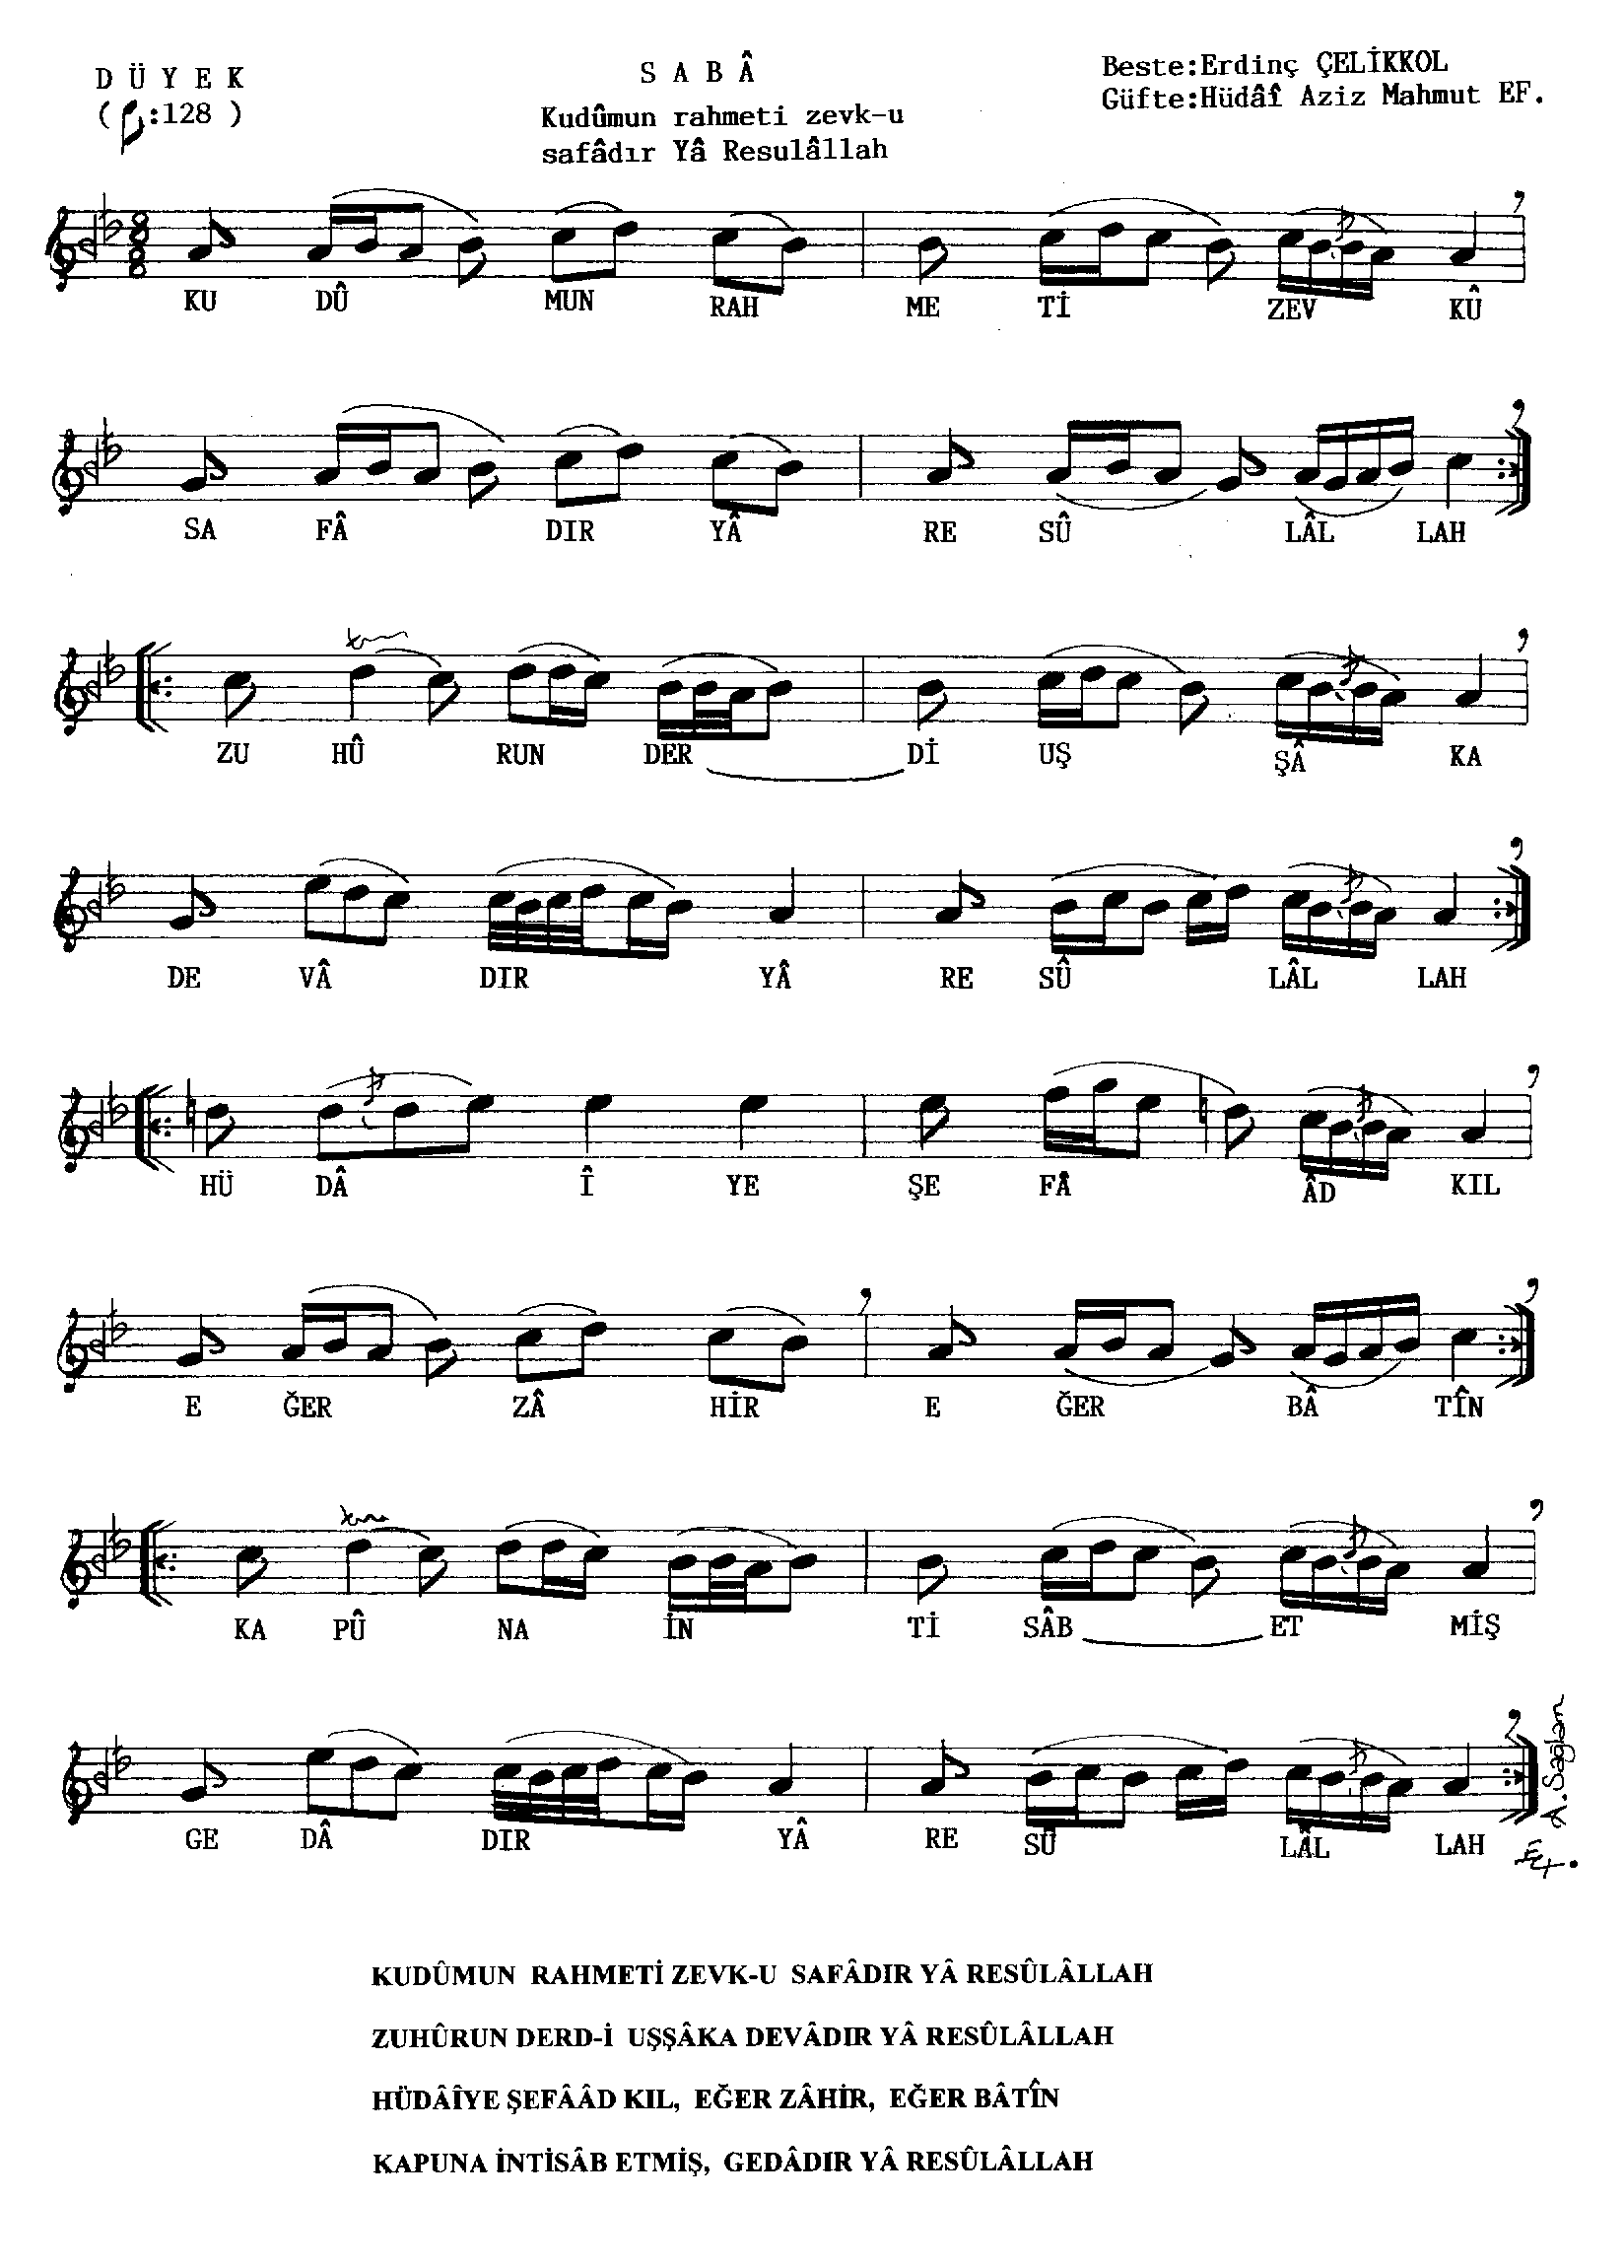 D Ü Y E K
( :128 )
S A B Â
Kudûmun rahmeti zevk-u
safâdır Yâ Resulâllah
Beste:Erdinç ÇELİKKOL
Güfte:Hüdâî Aziz Mahmut EF.
KU DÛ MUN RAH ME Tİ ZEV KÛ
SA FÂ DIR YÂ RE SÛ LÂL LAH
ZU HÛ RUN DER Dİ UŞ ŞÂ KA
DE VÂ DIR YÂ RE SÛ LÂL LAH
HÜ DÂ Î YE ŞE FÂ ÂD KIL
E ĞER ZÂ HİR E ĞER BÂ TÎN
KA PÛ NA İN Tİ SÂB ET MİŞ
GE DÂ DIR YÂ RE SÛ LÂL LAH
A.Sağlam
KUDÛMUN RAHMETİ ZEVK-U SAFÂDIR YÂ RESÛLÂLLAH
ZUHÛRUN DERD-İ UŞŞÂKA DEVÂDIR YÂ RESÛLÂLLAH
HÜDÂÎYE ŞEFÂÂD KIL, EĞER ZÂHİR, EĞER BÂTÎN
KAPUNA İNTİSÂB ETMİŞ, GEDÂDIR YÂ RESÛLÂLLAH